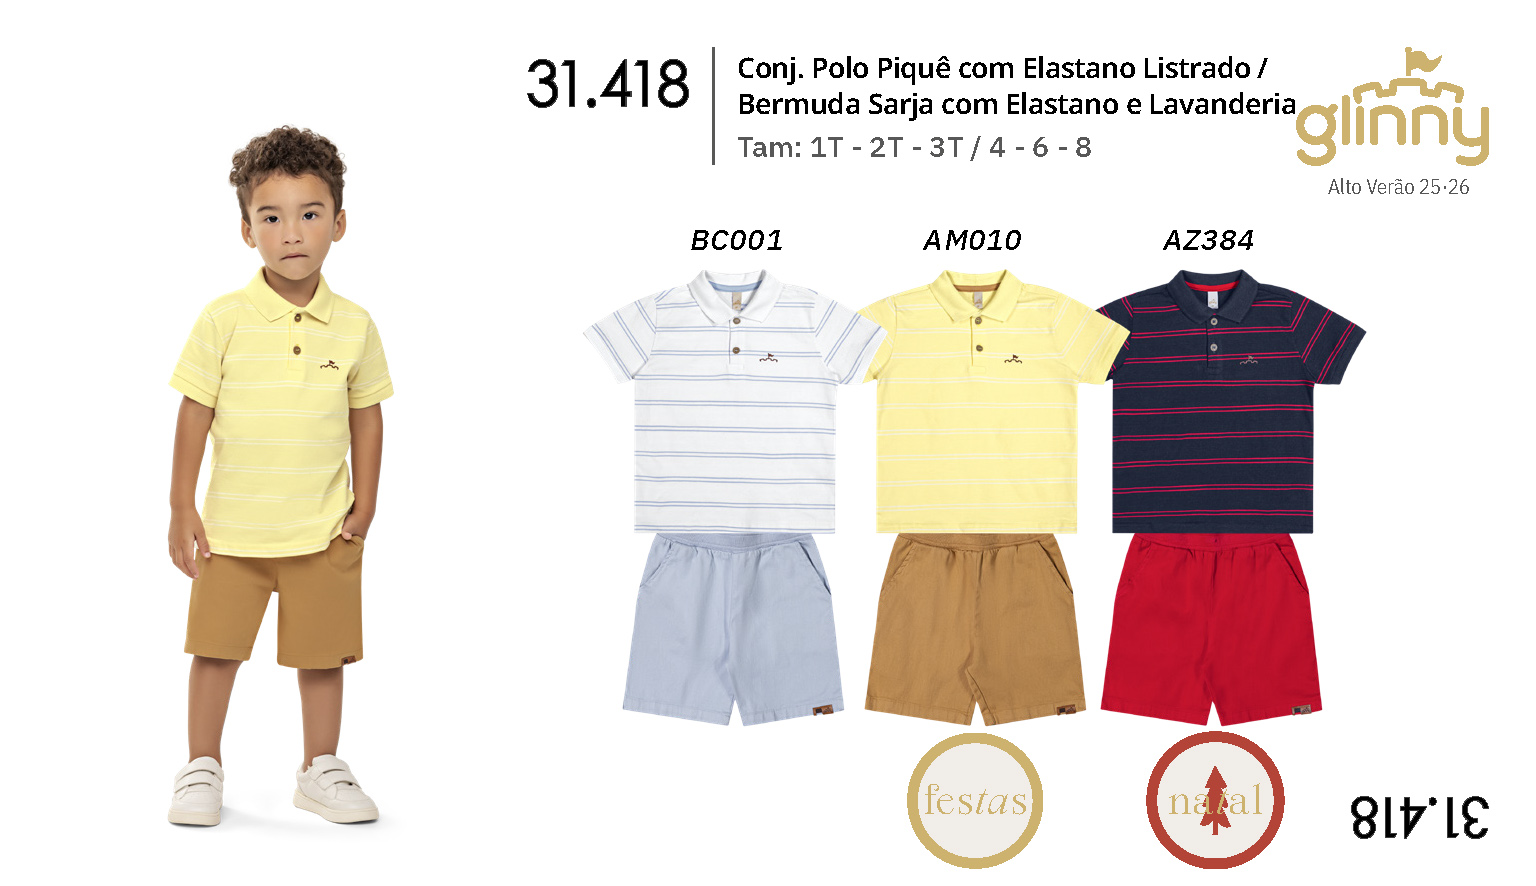 31.418
Conj. Polo Piquê com Elastano Listrado /
Bermuda Sarja com Elastano e Lavanderia
Tam: 1T - 2T - 3T / 4 - 6 - 8
glinny
Alto Verão 25·26
BC001
AM010
AZ384
festas
natal
31.418